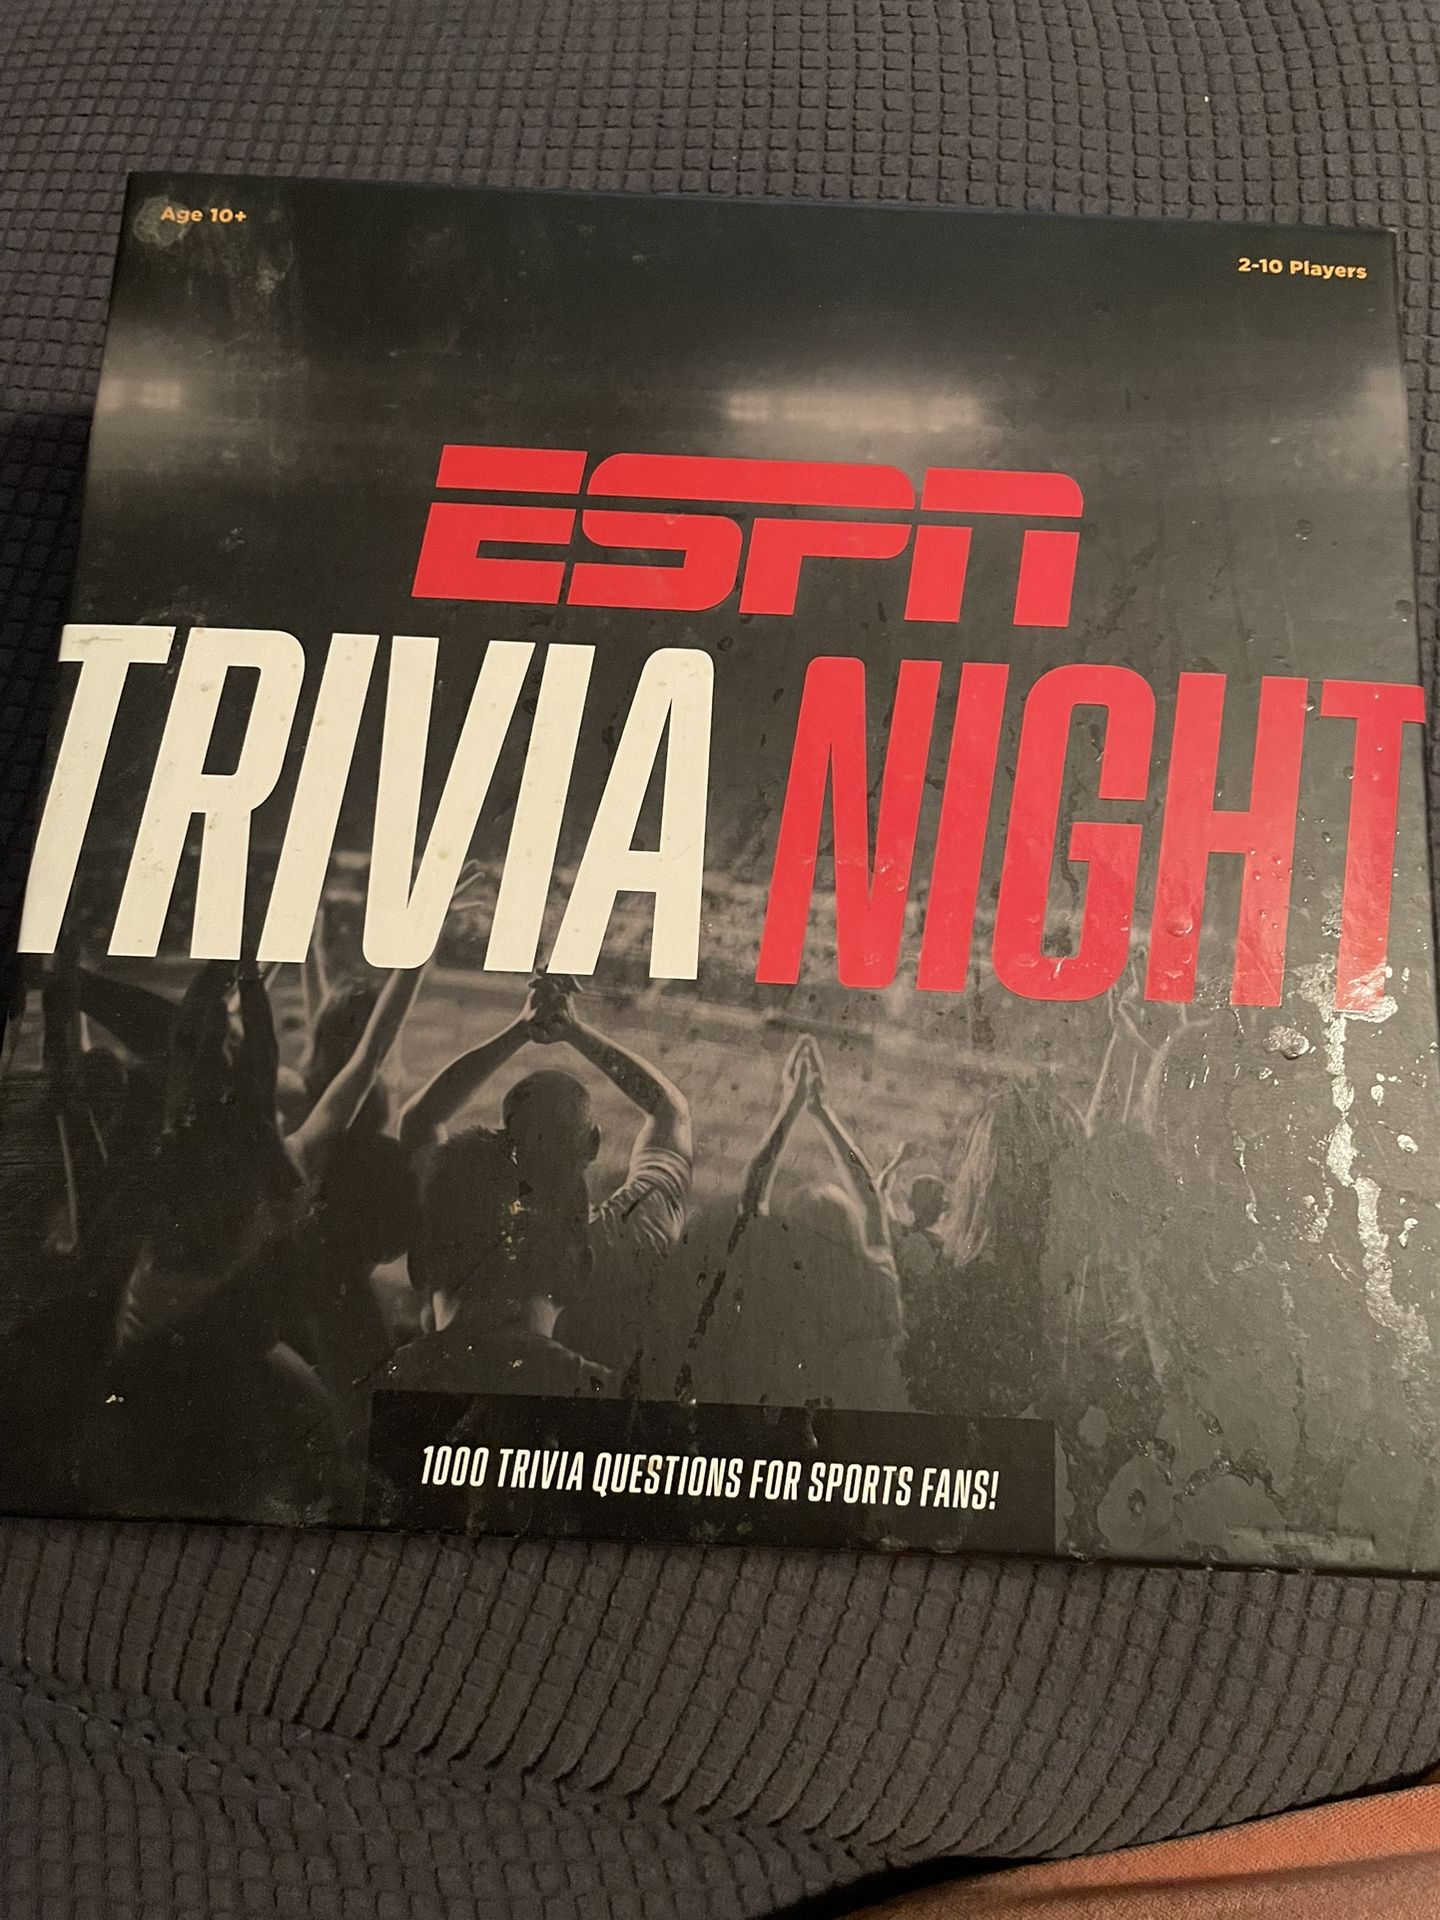 Age 10+
2-10 Players
ESPN
TRIVIA NIGHT
1000 TRIVIA QUESTIONS FOR SPORTS FANS!